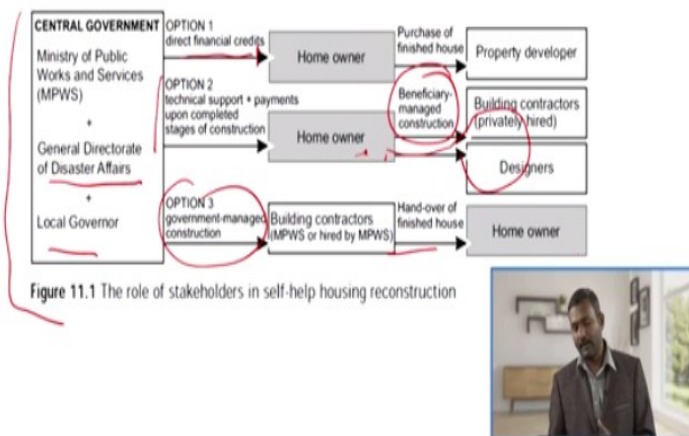 CENTRAL GOVERNMENT
Ministry of Public
Works and Services
(MPWS)
+
General Directorate
of Disaster Affairs
+
Local Governor
OPTION 1
direct financial credits
Home owner
Purchase of
finished house
Property developer
OPTION 2
technical support + payments
upon completed
stages of construction
Home owner
Beneficiary-
managed
construction
Building contractors
(privately hired)
Designers
OPTION 3
government-managed
construction
Building contractors
(MPWS or hired by MPWS)
Hand-over of
finished house
Home owner
Figure 11.1 The role of stakeholders in self-help housing reconstruction